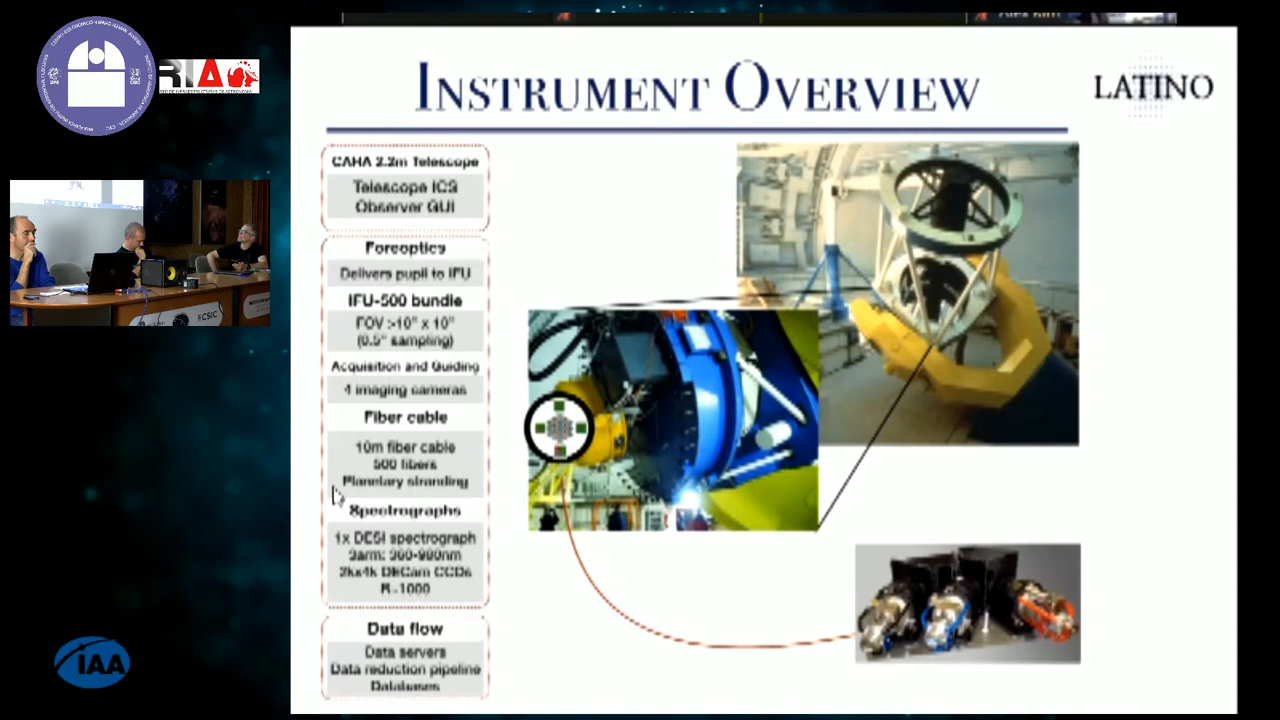 INSTRUMENT OVERVIEW
LATINO
RIA
CAHA 2.2m Telescope
Telescope ICS
Observer GUI
Foreoptics
Delivers pupil to IFU
IFU-500 bundle
FOV >10" x 10"
(0.5" sampling)
Acquisition and Guiding
4 imaging cameras
Fiber cable
10m fiber cable
500 fibers
Planetary stranding
Spectrographs
1x DESI spectrograph
3arm: 360-980nm
2kx4k DECam CCDs
R~1000
Data flow
Data servers
Data reduction pipeline
Databases
CSIC
IAA